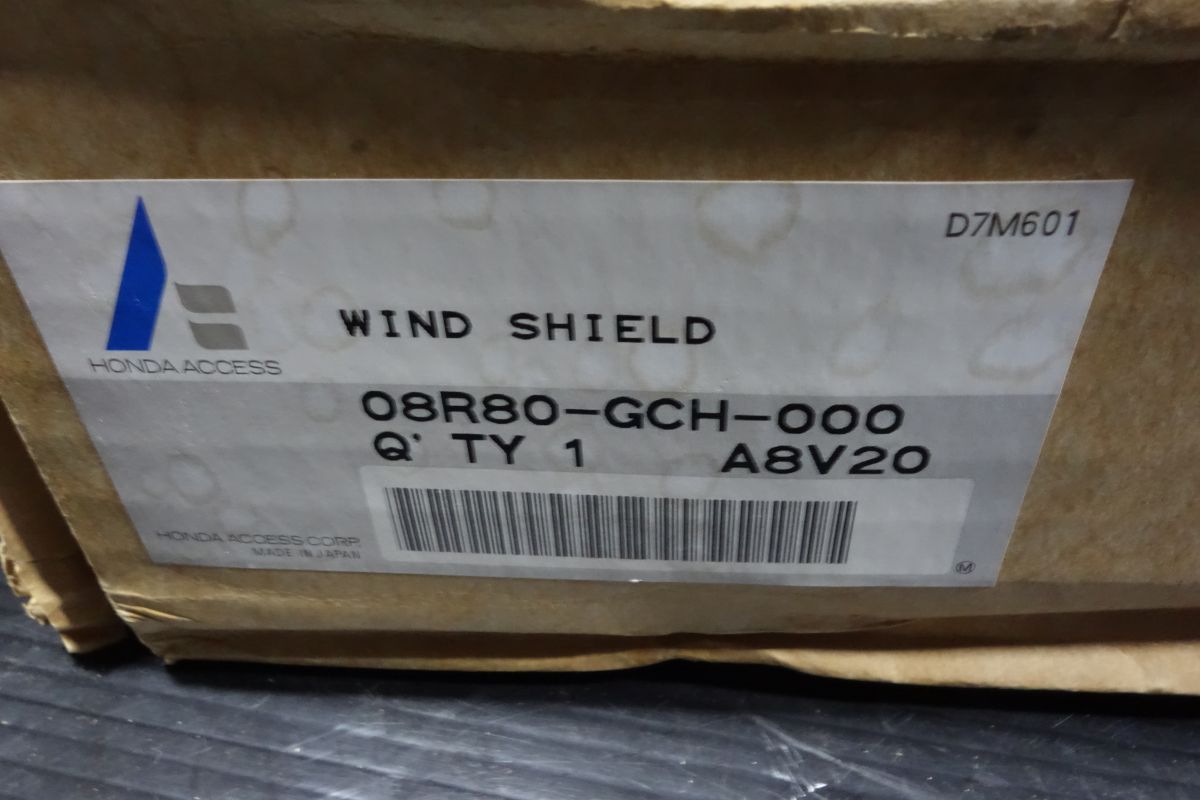 D7M601
WIND SHIELD
HONDA ACCESS
08R80-GCH-000
Q'TY 1 A8V20
HONDA ACCESS CORP.
MADE IN JAPAN
M